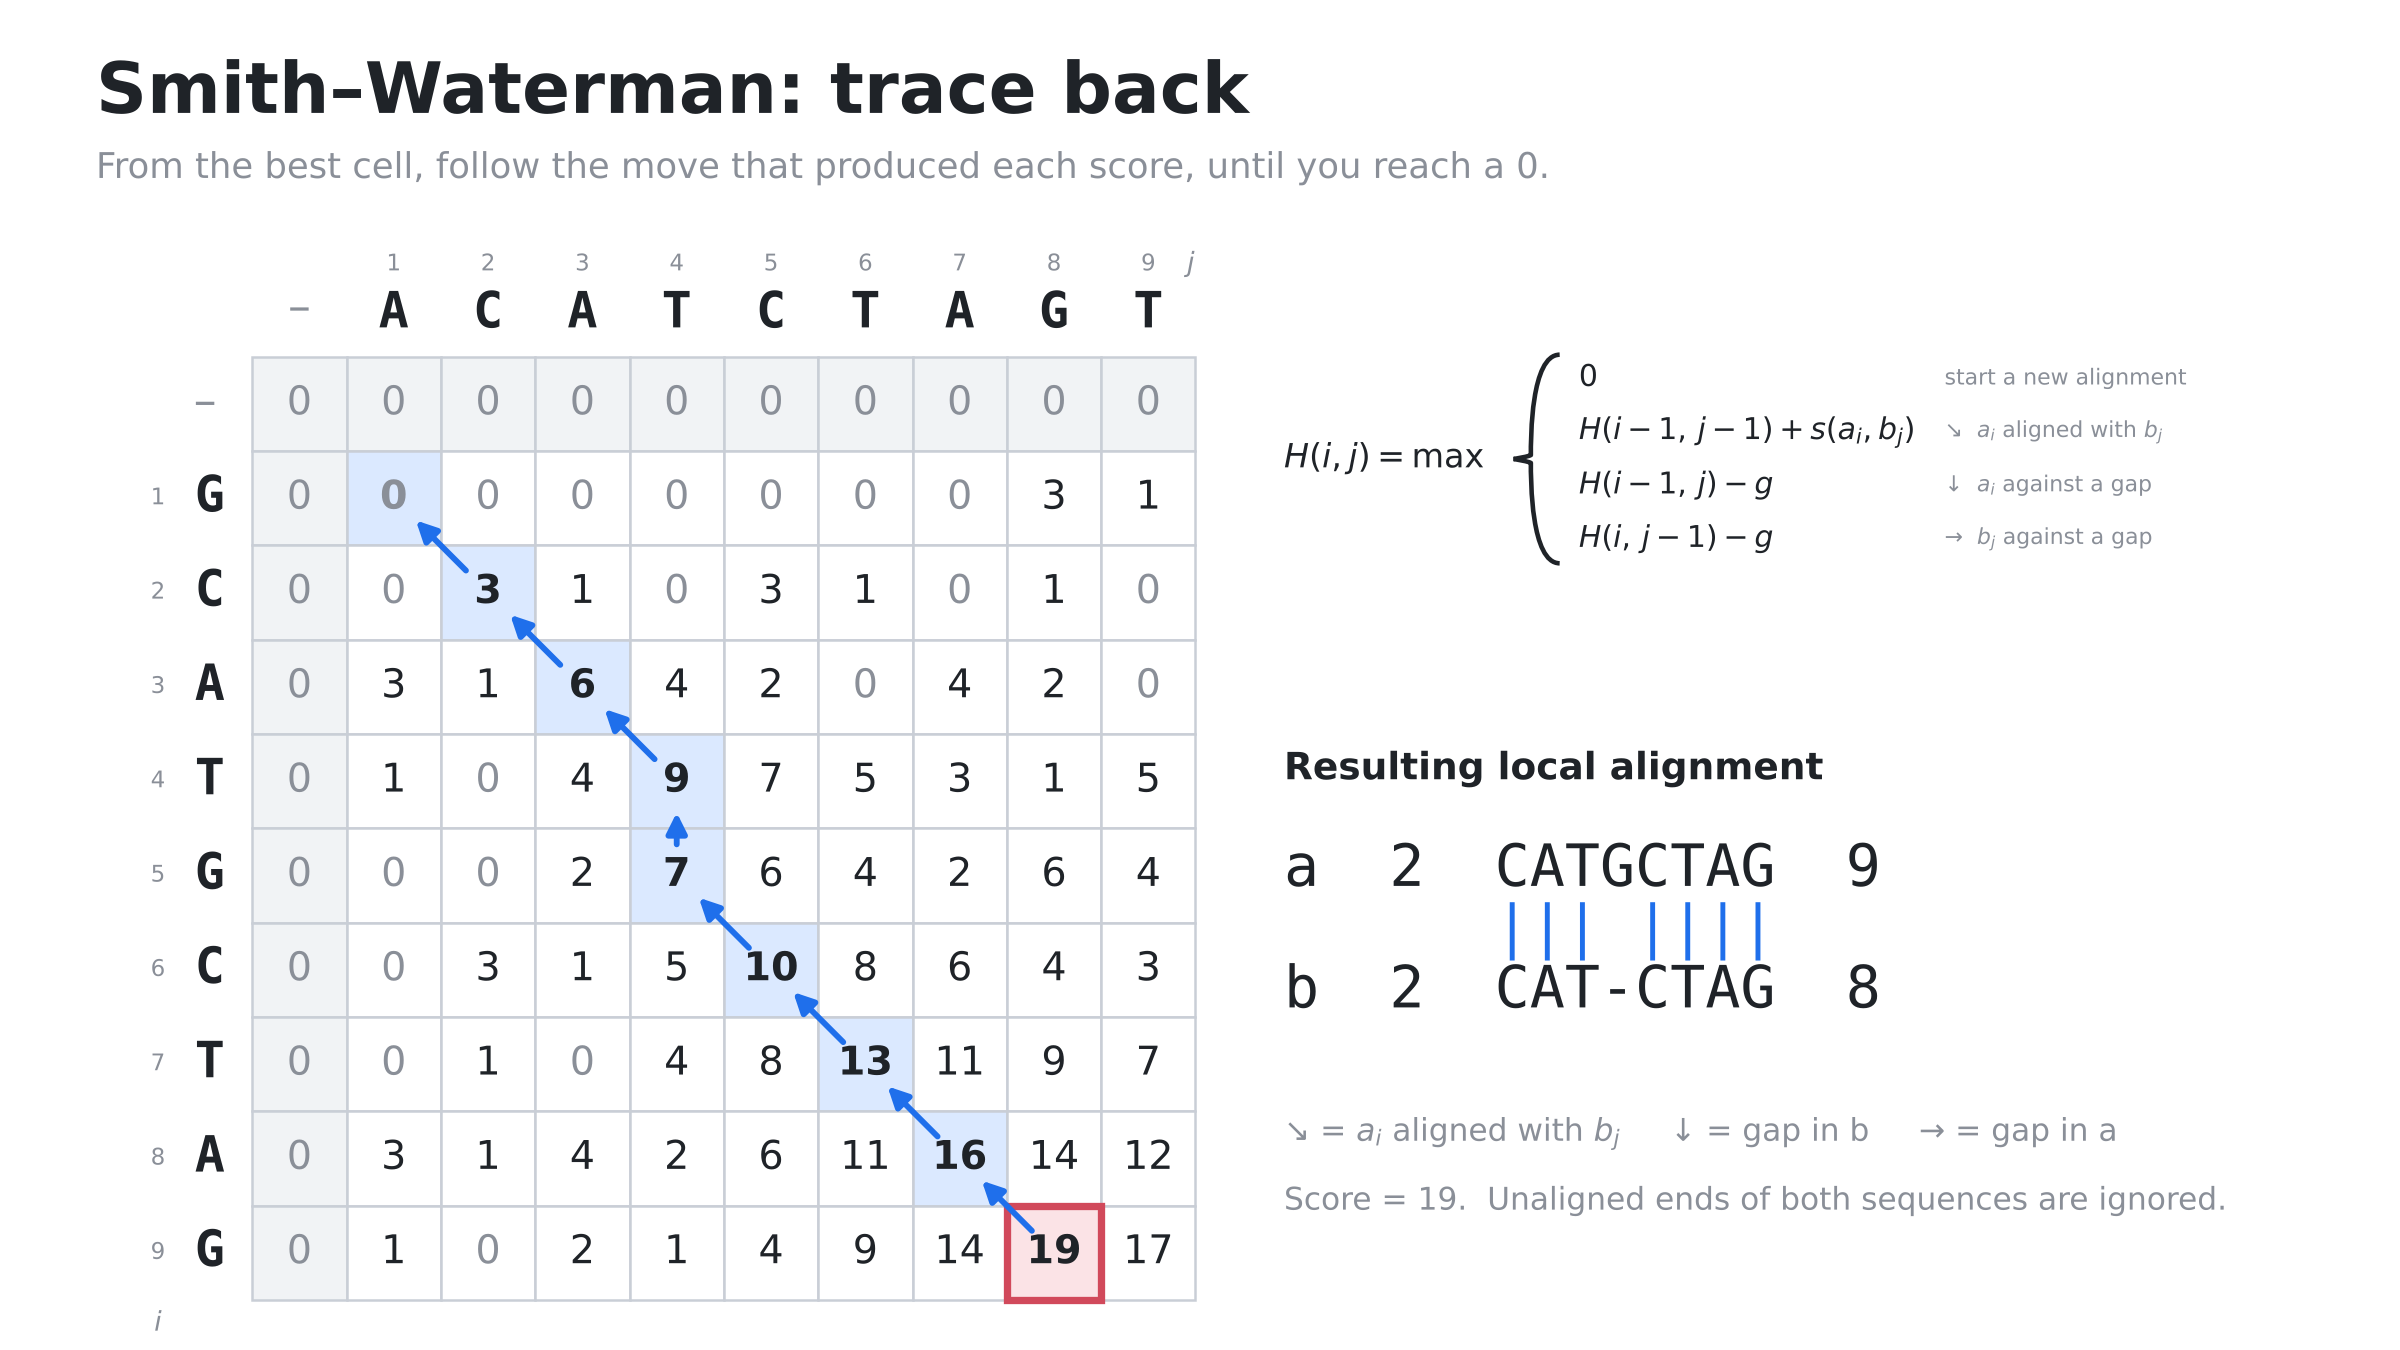 Smith–Waterman: trace back
From the best cell, follow the move that produced each score, until you reach a 0.
1 2 3 4 5 6 7 8 9 j
– A C A T C T A G T
– 0 0 0 0 0 0 0 0 0 0
1 G 0 0 0 0 0 0 0 0 3 1
2 C 0 0 3 1 0 3 1 0 1 0
3 A 0 3 1 6 4 2 0 4 2 0
4 T 0 1 0 4 9 7 5 3 1 5
5 G 0 0 0 2 7 6 4 2 6 4
6 C 0 0 3 1 5 10 8 6 4 3
7 T 0 0 1 0 4 8 13 11 9 7
8 A 0 3 1 4 2 6 11 16 14 12
9 G 0 1 0 2 1 4 9 14 19 17
i
H(i, j) = max
0 start a new alignment
H(i − 1, j − 1) + s(aᵢ, bⱼ) ↘ aᵢ aligned with bⱼ
H(i − 1, j) − g ↓ aᵢ against a gap
H(i, j − 1) − g → bⱼ against a gap
Resulting local alignment
a 2 CATGCTAG 9
b 2 CAT-CTAG 8
↘ = aᵢ aligned with bⱼ ↓ = gap in b → = gap in a
Score = 19. Unaligned ends of both sequences are ignored.